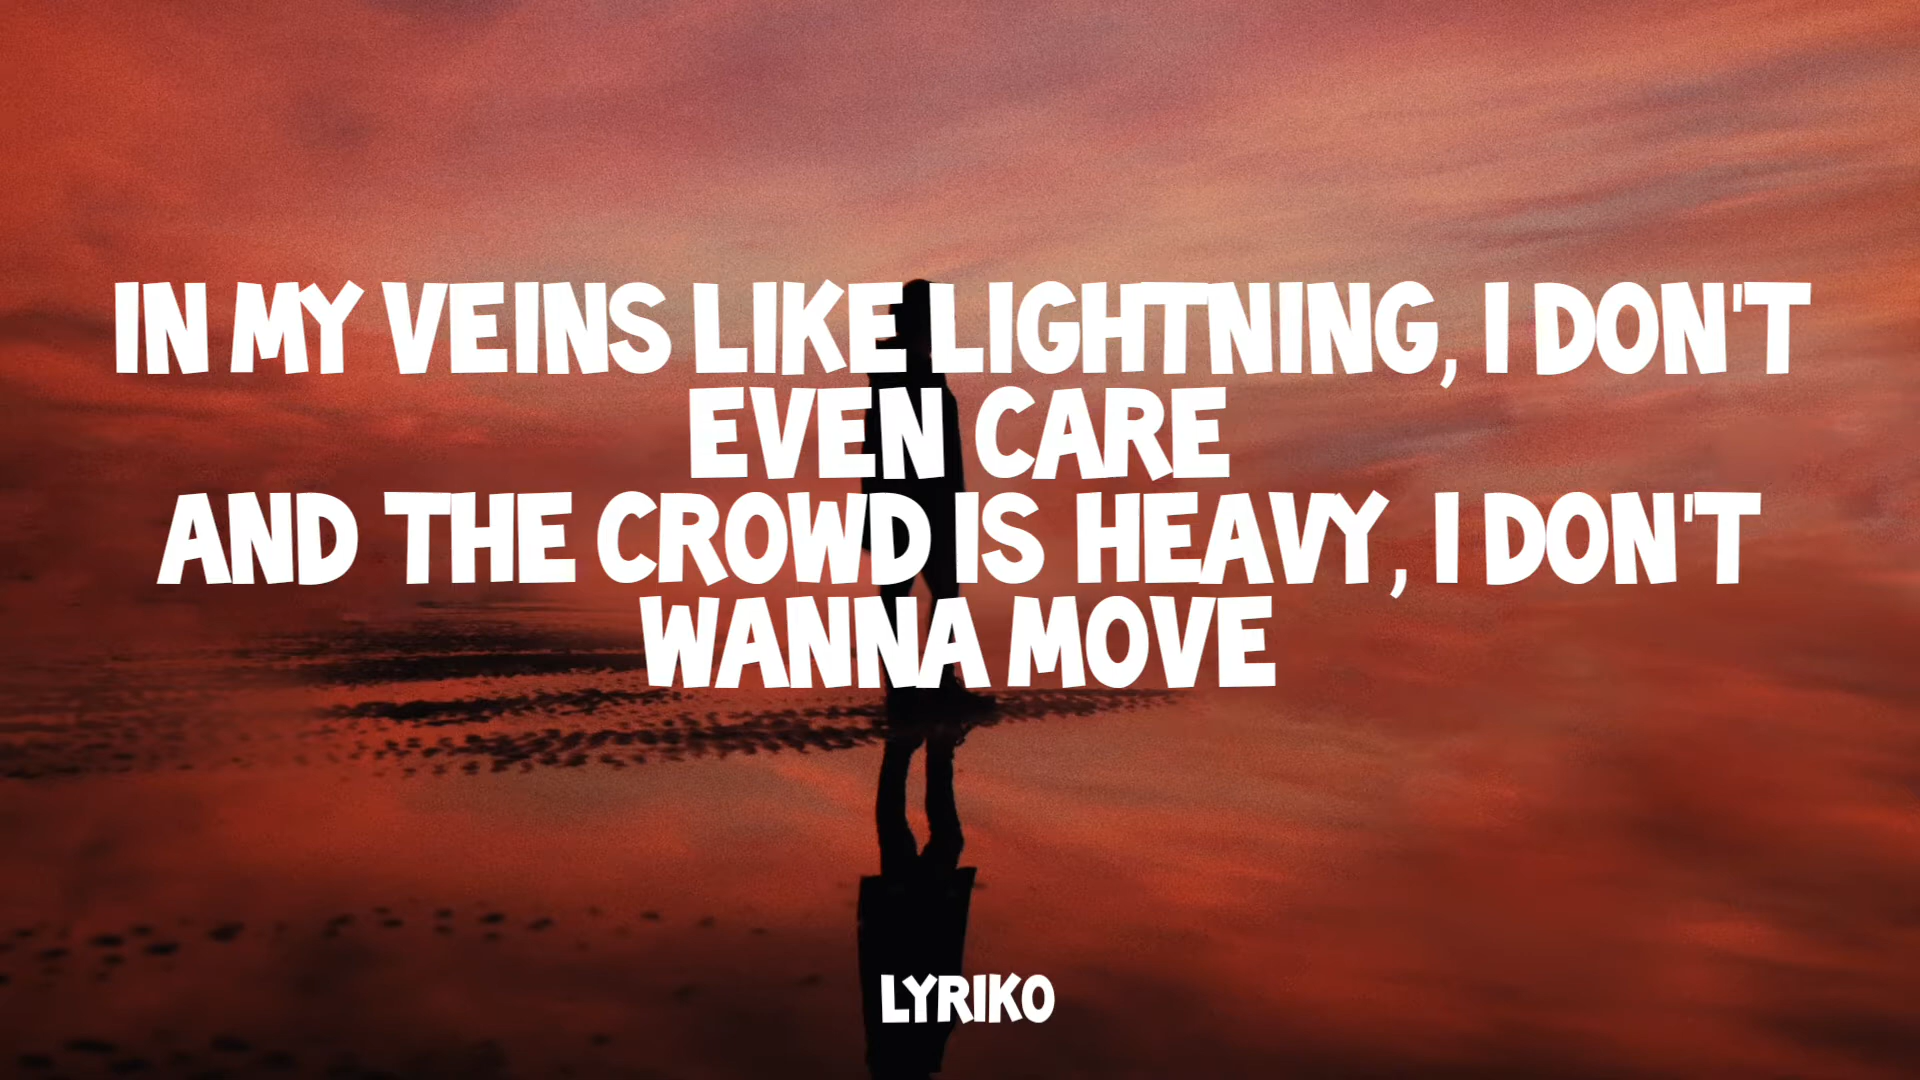 IN MY VEINS LIKE LIGHTNING, I DON'T
EVEN CARE
AND THE CROWD IS HEAVY, I DON'T
WANNA MOVE
LYRIKO